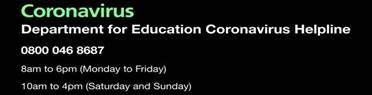 Coronavirus
Department for Education Coronavirus Helpline
0800 046 8687
8am to 6pm (Monday to Friday)
10am to 4pm (Saturday and Sunday)